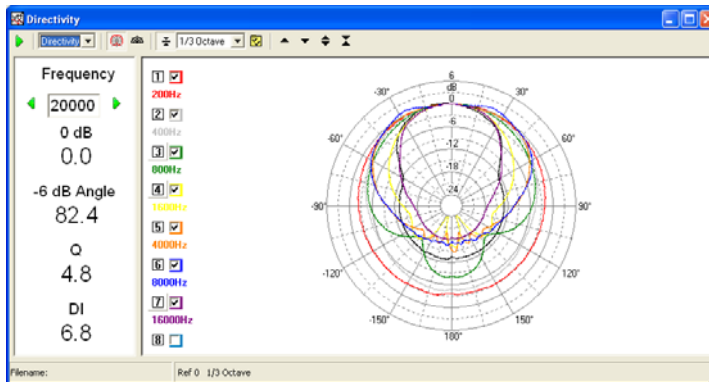 Directivity
Directivity 1/3 Octave
Frequency
20000
0 dB
0.0
-6 dB Angle
82.4
Q
4.8
DI
6.8
1
200Hz
2
400Hz
3
800Hz
4
1600Hz
5
4000Hz
6
8000Hz
7
16000Hz
8
6
dB
0
-6
-12
-18
-24
-30°
30°
-60°
60°
-90°
90°
-120°
120°
-150°
150°
180°
Filename: Ref 0 1/3 Octave